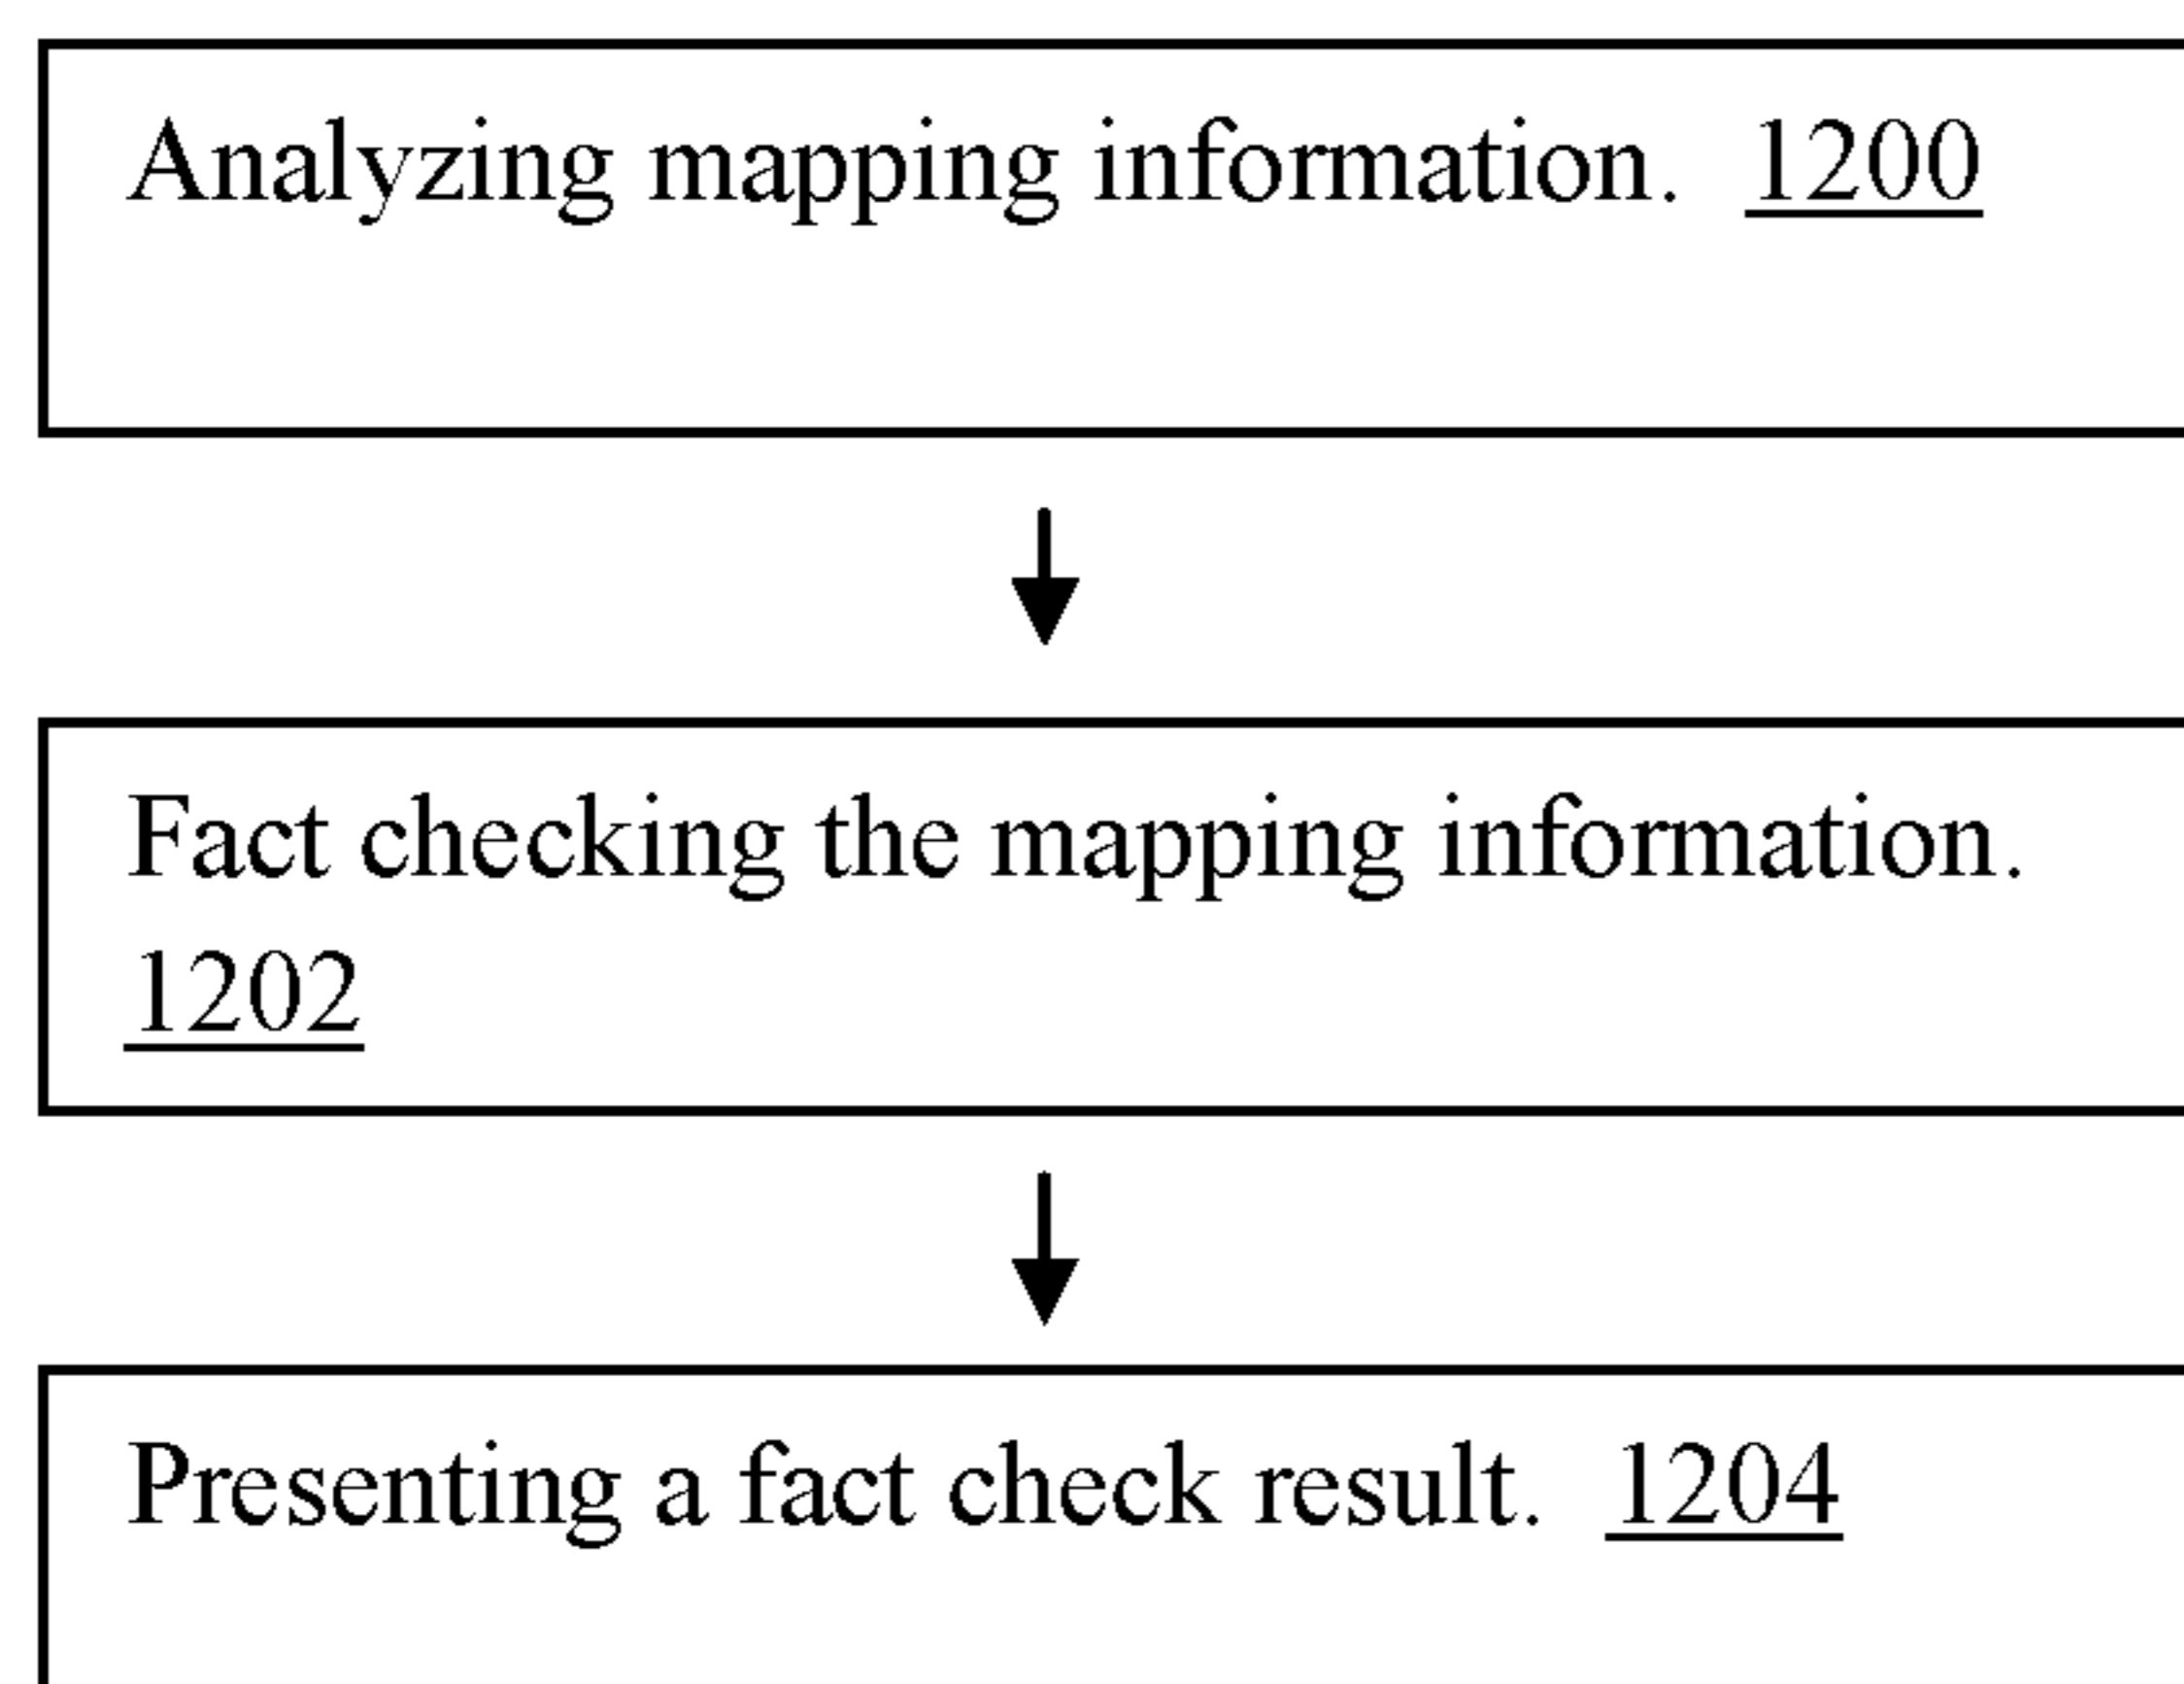 Analyzing mapping information. 1200
Fact checking the mapping information.
1202
Presenting a fact check result. 1204